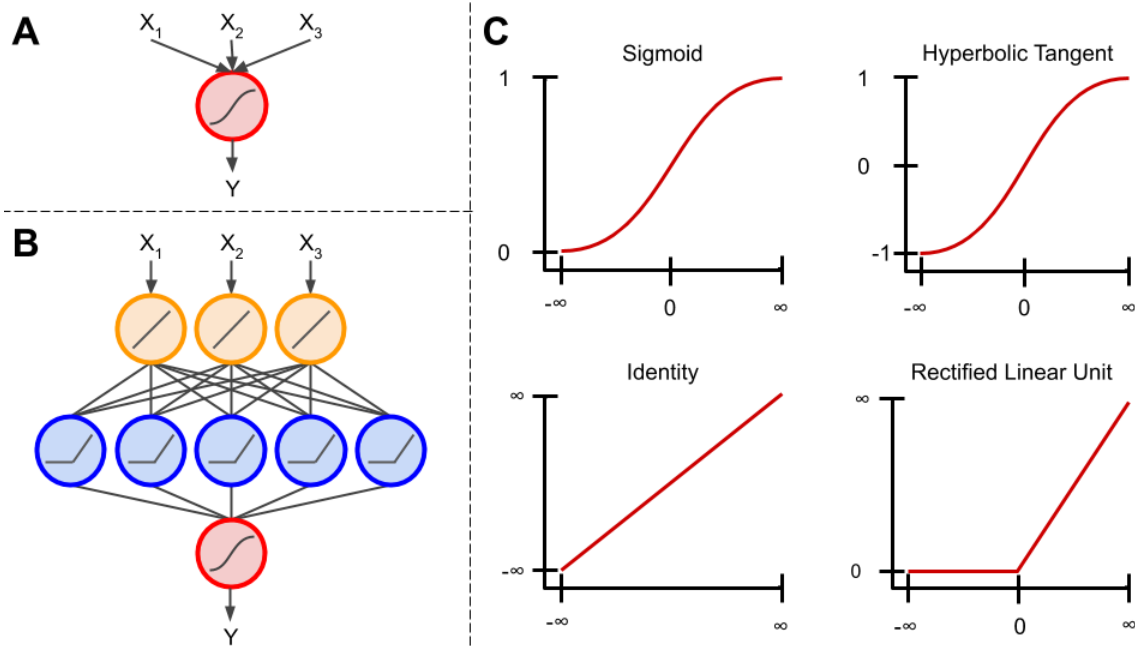 A
X1 X2 X3
Y
B
X1 X2 X3
Y
C
Sigmoid
1
0
-∞ 0 ∞
Hyperbolic Tangent
1
0
-1
-∞ 0 ∞
Identity
∞
-∞
-∞ ∞
Rectified Linear Unit
∞
0
-∞ 0 ∞